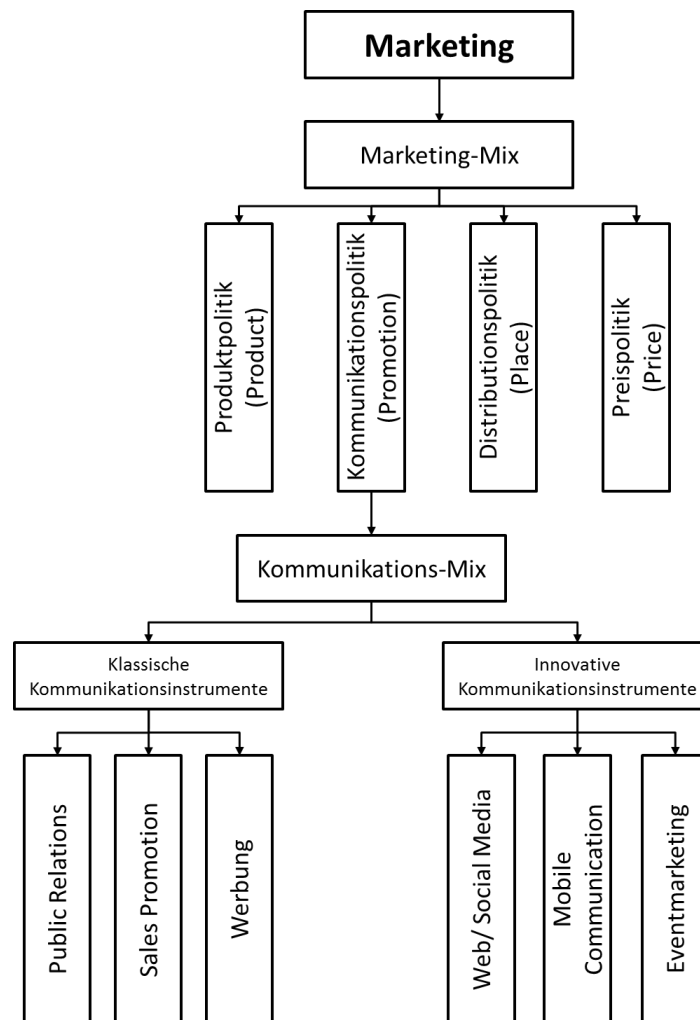 Marketing
Marketing-Mix
Produktpolitik
(Product)
Kommunikationspolitik
(Promotion)
Distributionspolitik
(Place)
Preispolitik
(Price)
Kommunikations-Mix
Klassische
Kommunikationsinstrumente
Innovative
Kommunikationsinstrumente
Public Relations
Sales Promotion
Werbung
Web/ Social Media
Mobile
Communication
Eventmarketing